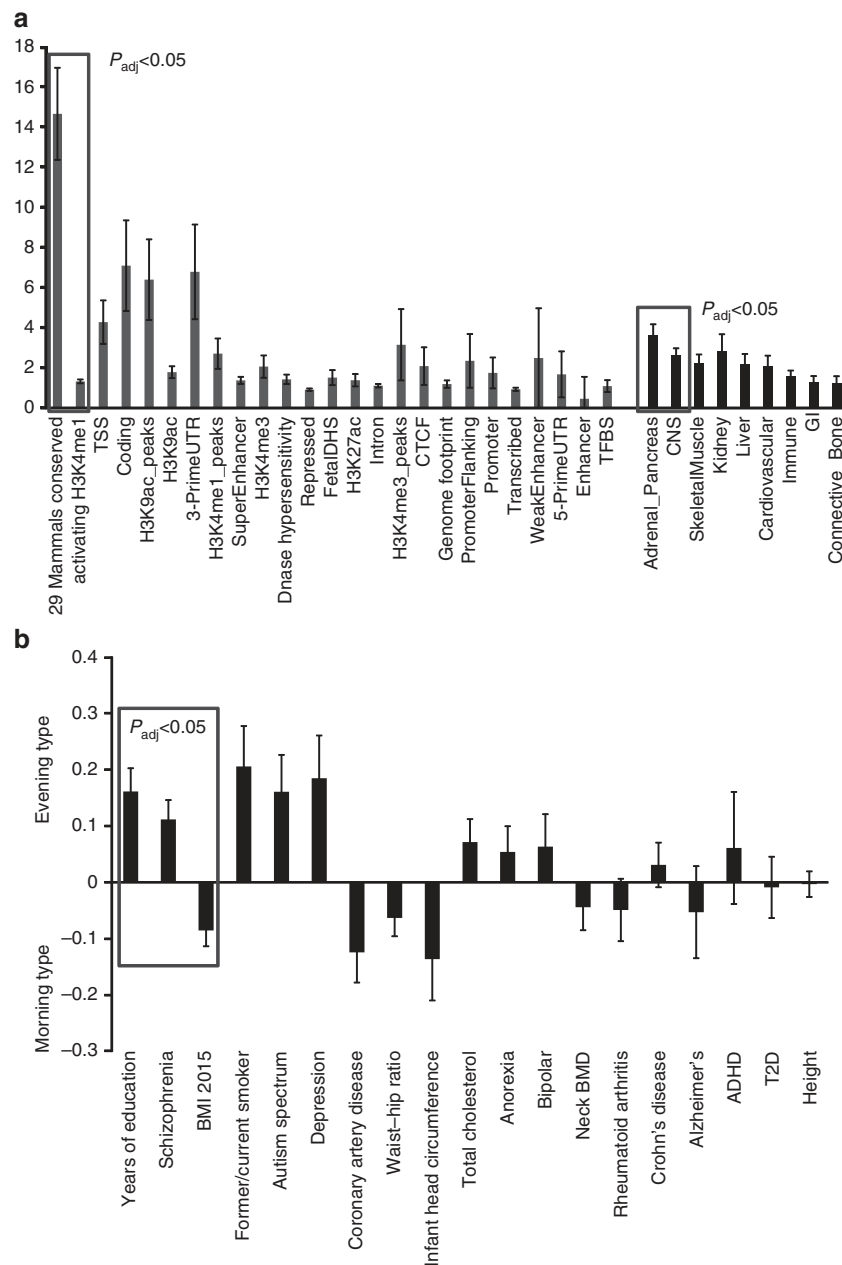 a
18
16
14
12
10
8
6
4
2
0
Padj<0.05
Padj<0.05
29 Mammals conserved
activating H3K4me1
TSS
Coding
H3K9ac_peaks
H3K9ac
3-PrimeUTR
H3K4me1_peaks
SuperEnhancer
H3K4me3
Dnase hypersensitivity
Repressed
FetalDHS
H3K27ac
Intron
H3K4me3_peaks
CTCF
Genome footprint
PromoterFlanking
Promoter
Transcribed
WeakEnhancer
5-PrimeUTR
Enhancer
TFBS
Adrenal_Pancreas
CNS
SkeletalMuscle
Kidney
Liver
Cardiovascular
Immune
GI
Connective Bone
b
0.4
0.3
0.2
0.1
0
–0.1
–0.2
–0.3
Evening type
Morning type
Padj<0.05
Years of education
Schizophrenia
BMI 2015
Former/current smoker
Autism spectrum
Depression
Coronary artery disease
Waist–hip ratio
Infant head circumference
Total cholesterol
Anorexia
Bipolar
Neck BMD
Rheumatoid arthritis
Crohn's disease
Alzheimer's
ADHD
T2D
Height